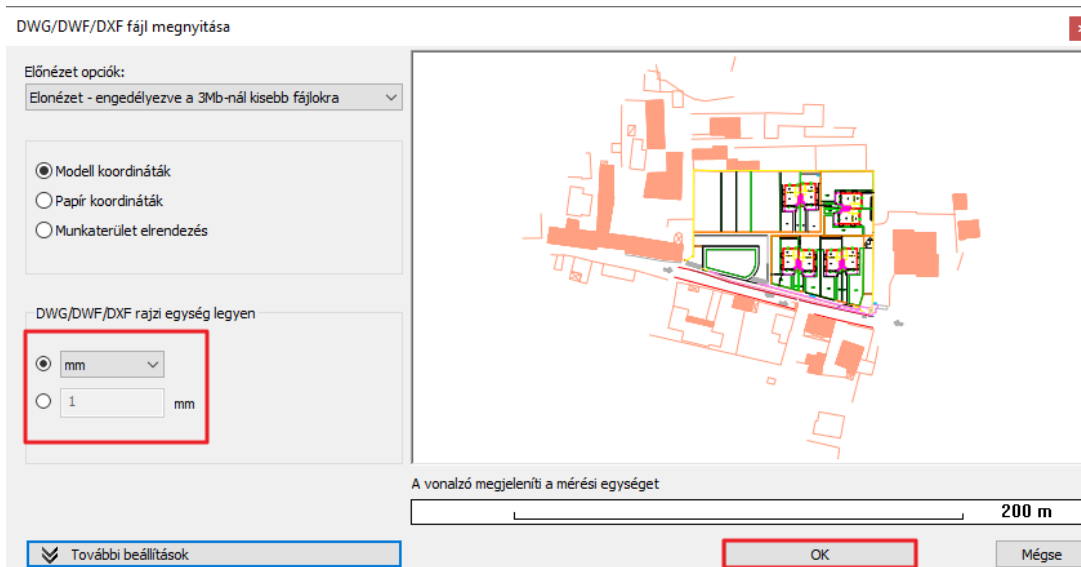 DWG/DWF/DXF fájl megnyitása
Előnézet opciók:
Elonézet - engedélyezve a 3Mb-nál kisebb fájlokra
Modell koordináták
Papír koordináták
Munkaterület elrendezés
DWG/DWF/DXF rajzi egység legyen
mm
1 mm
A vonalzó megjeleníti a mérési egységet
200 m
További beállítások
OK
Mégse